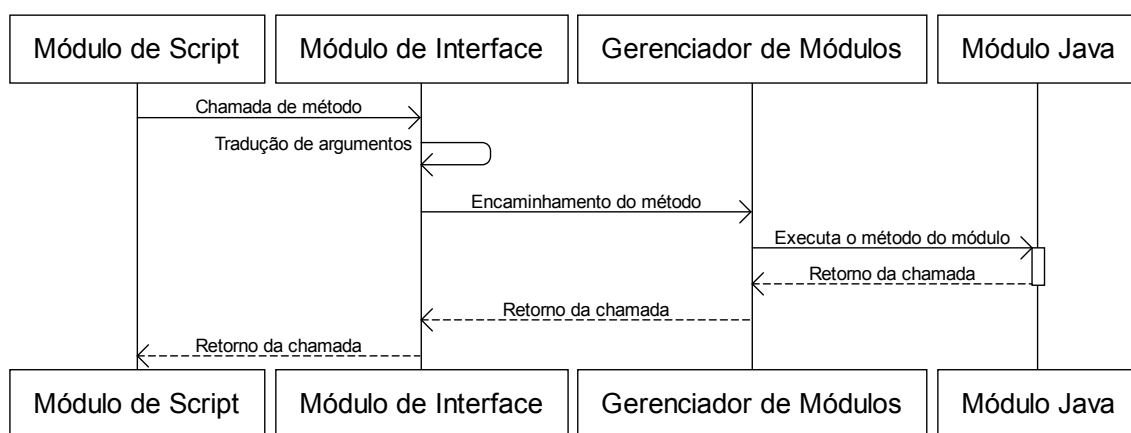 Módulo de Script
Módulo de Interface
Gerenciador de Módulos
Módulo Java
Chamada de método
Tradução de argumentos
Encaminhamento do método
Executa o método do módulo
Retorno da chamada
Retorno da chamada
Retorno da chamada
Módulo de Script
Módulo de Interface
Gerenciador de Módulos
Módulo Java